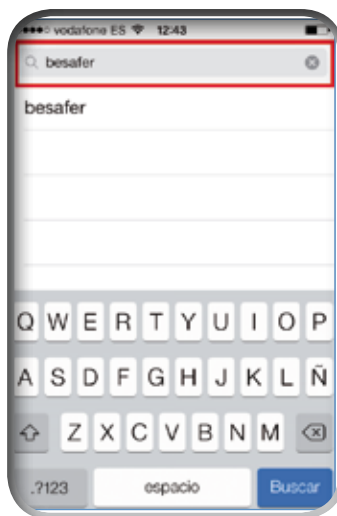 vodafone ES 12:43
besafer
besafer
Q W E R T Y U I O P
A S D F G H J K L Ñ
Z X C V B N M
.?123 espacio Buscar